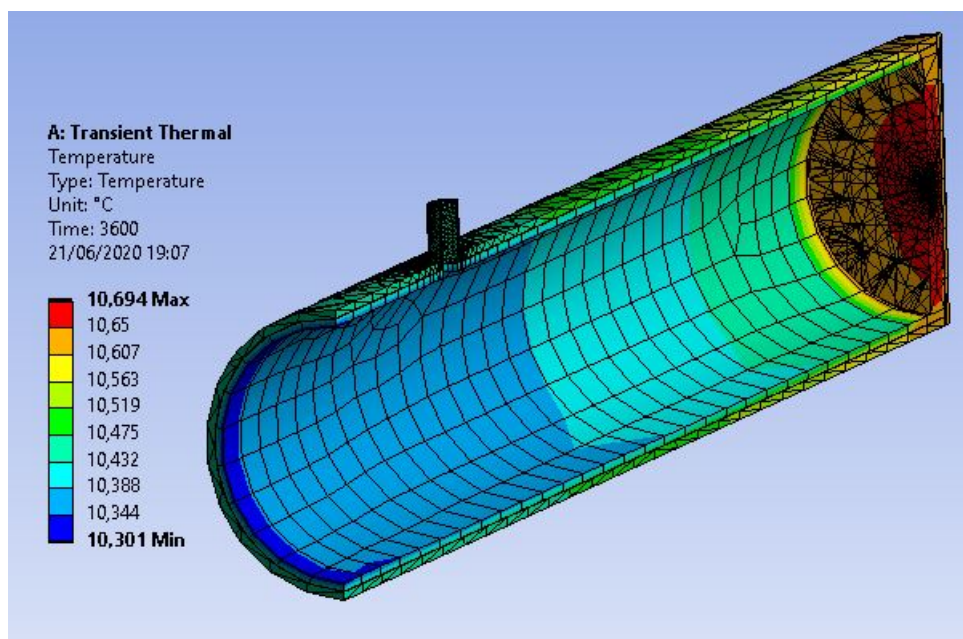 A: Transient Thermal
Temperature
Type: Temperature
Unit: °C
Time: 3600
21/06/2020 19:07
10,694 Max
10,65
10,607
10,563
10,519
10,475
10,432
10,388
10,344
10,301 Min